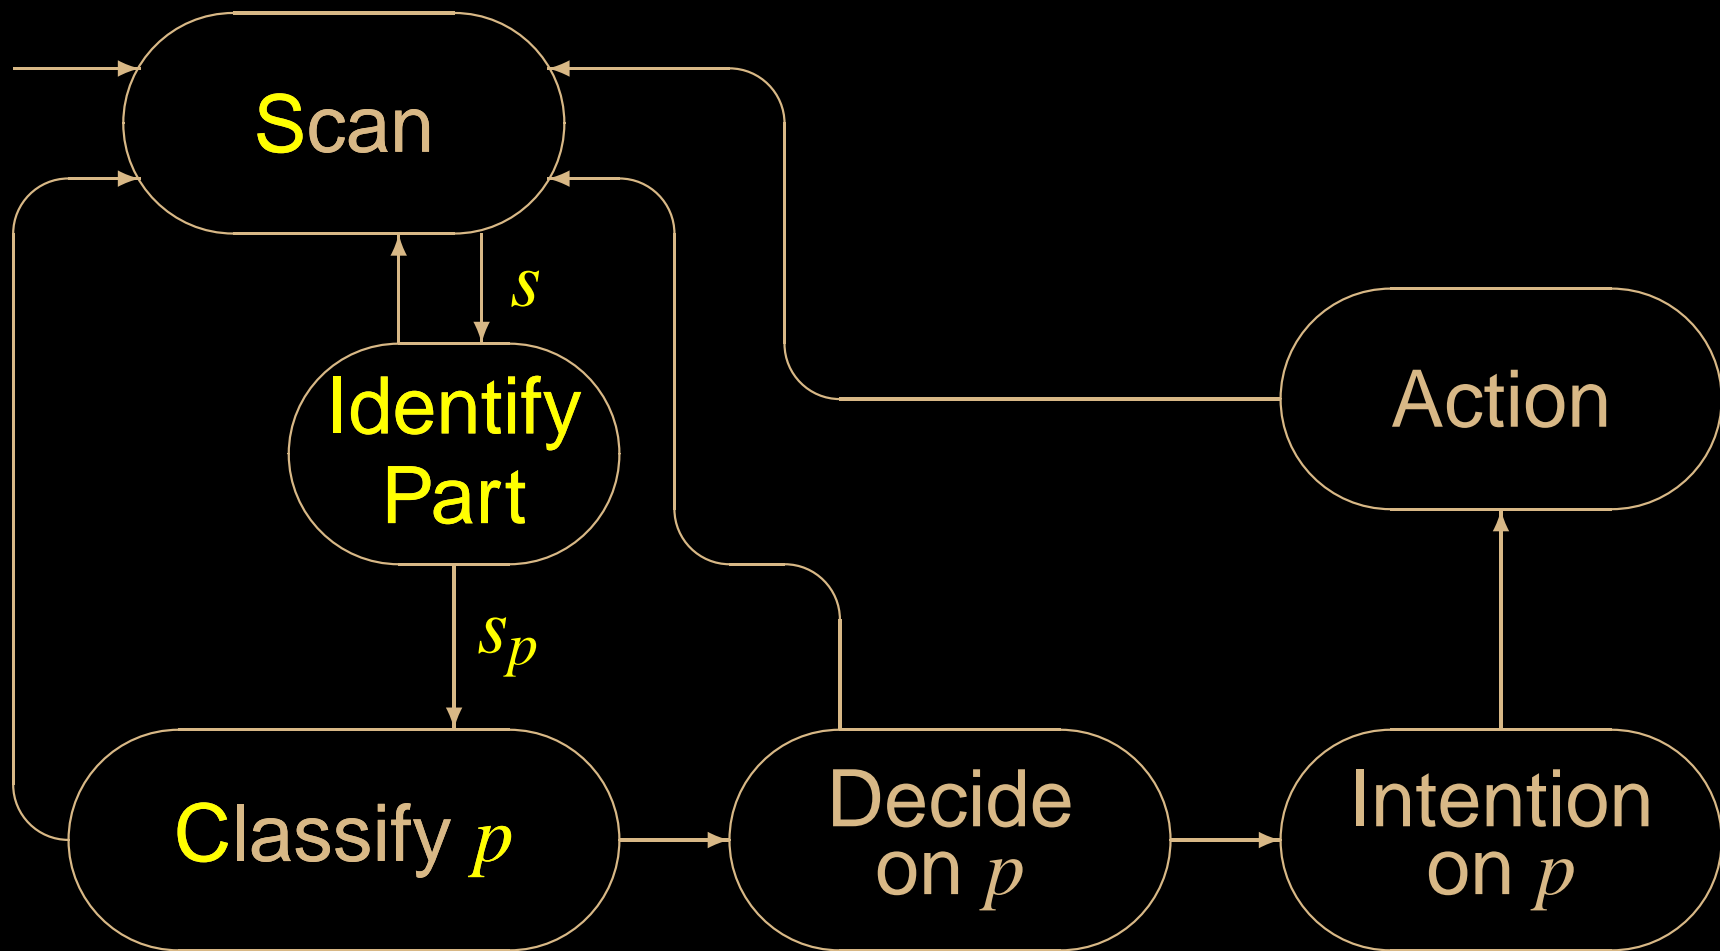 Scan
s
Identify
Part
s_p
Action
Classify p
Decide
on p
Intention
on p